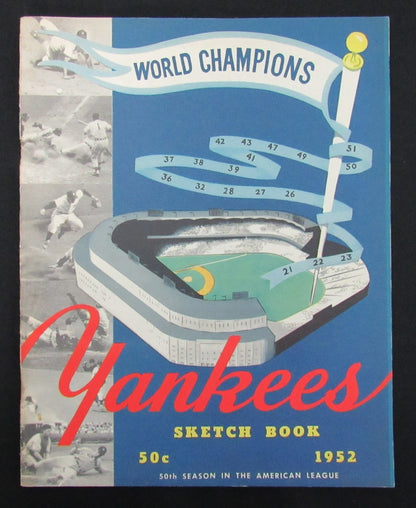 WORLD CHAMPIONS
42 43 47 49 51
37 38 39 41 50
36 32 28 27 26
21 22 23
Yankees
SKETCH BOOK
50c 1952
50th SEASON IN THE AMERICAN LEAGUE